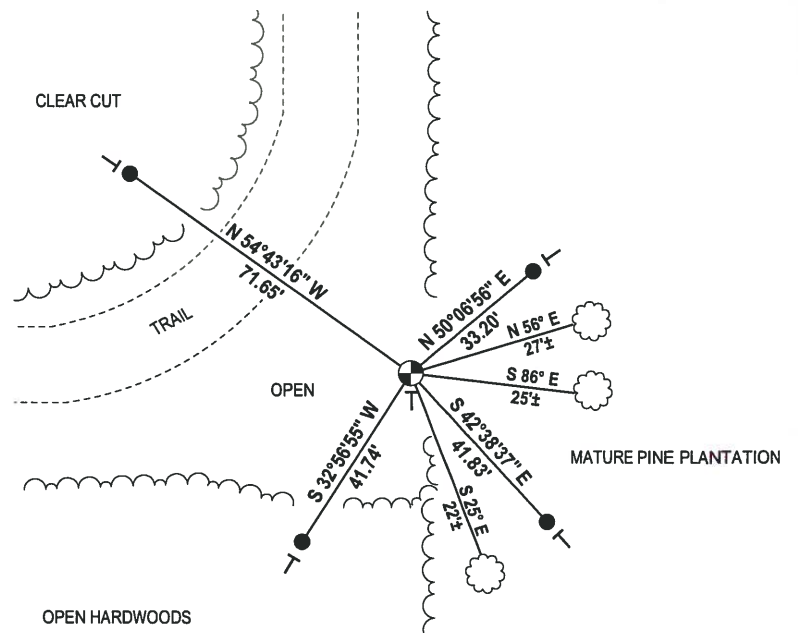 CLEAR CUT
T
N 54°43'16" W
71.65'
TRAIL
T
N 50°06'56" E
33.20'
N 56° E
27'±
S 86° E
25'±
OPEN
T
S 32°56'55" W
41.74'
S 42°38'37" E
41.83'
MATURE PINE PLANTATION
S 25° E
22'±
T
T
OPEN HARDWOODS